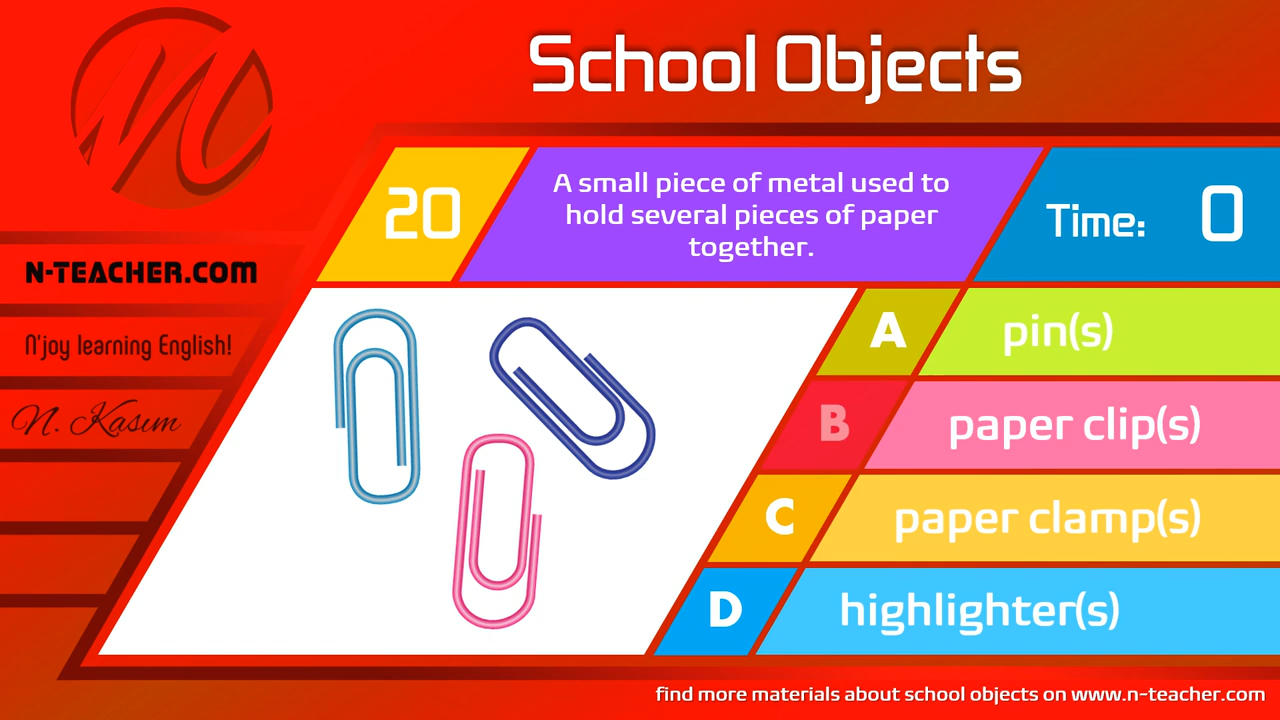 School Objects
20
A small piece of metal used to
hold several pieces of paper
together.
Time: 0
N-TEACHER.COM
N'joy learning English!
N. Kasım
A pin(s)
B paper clip(s)
C paper clamp(s)
D highlighter(s)
find more materials about school objects on www.n-teacher.com